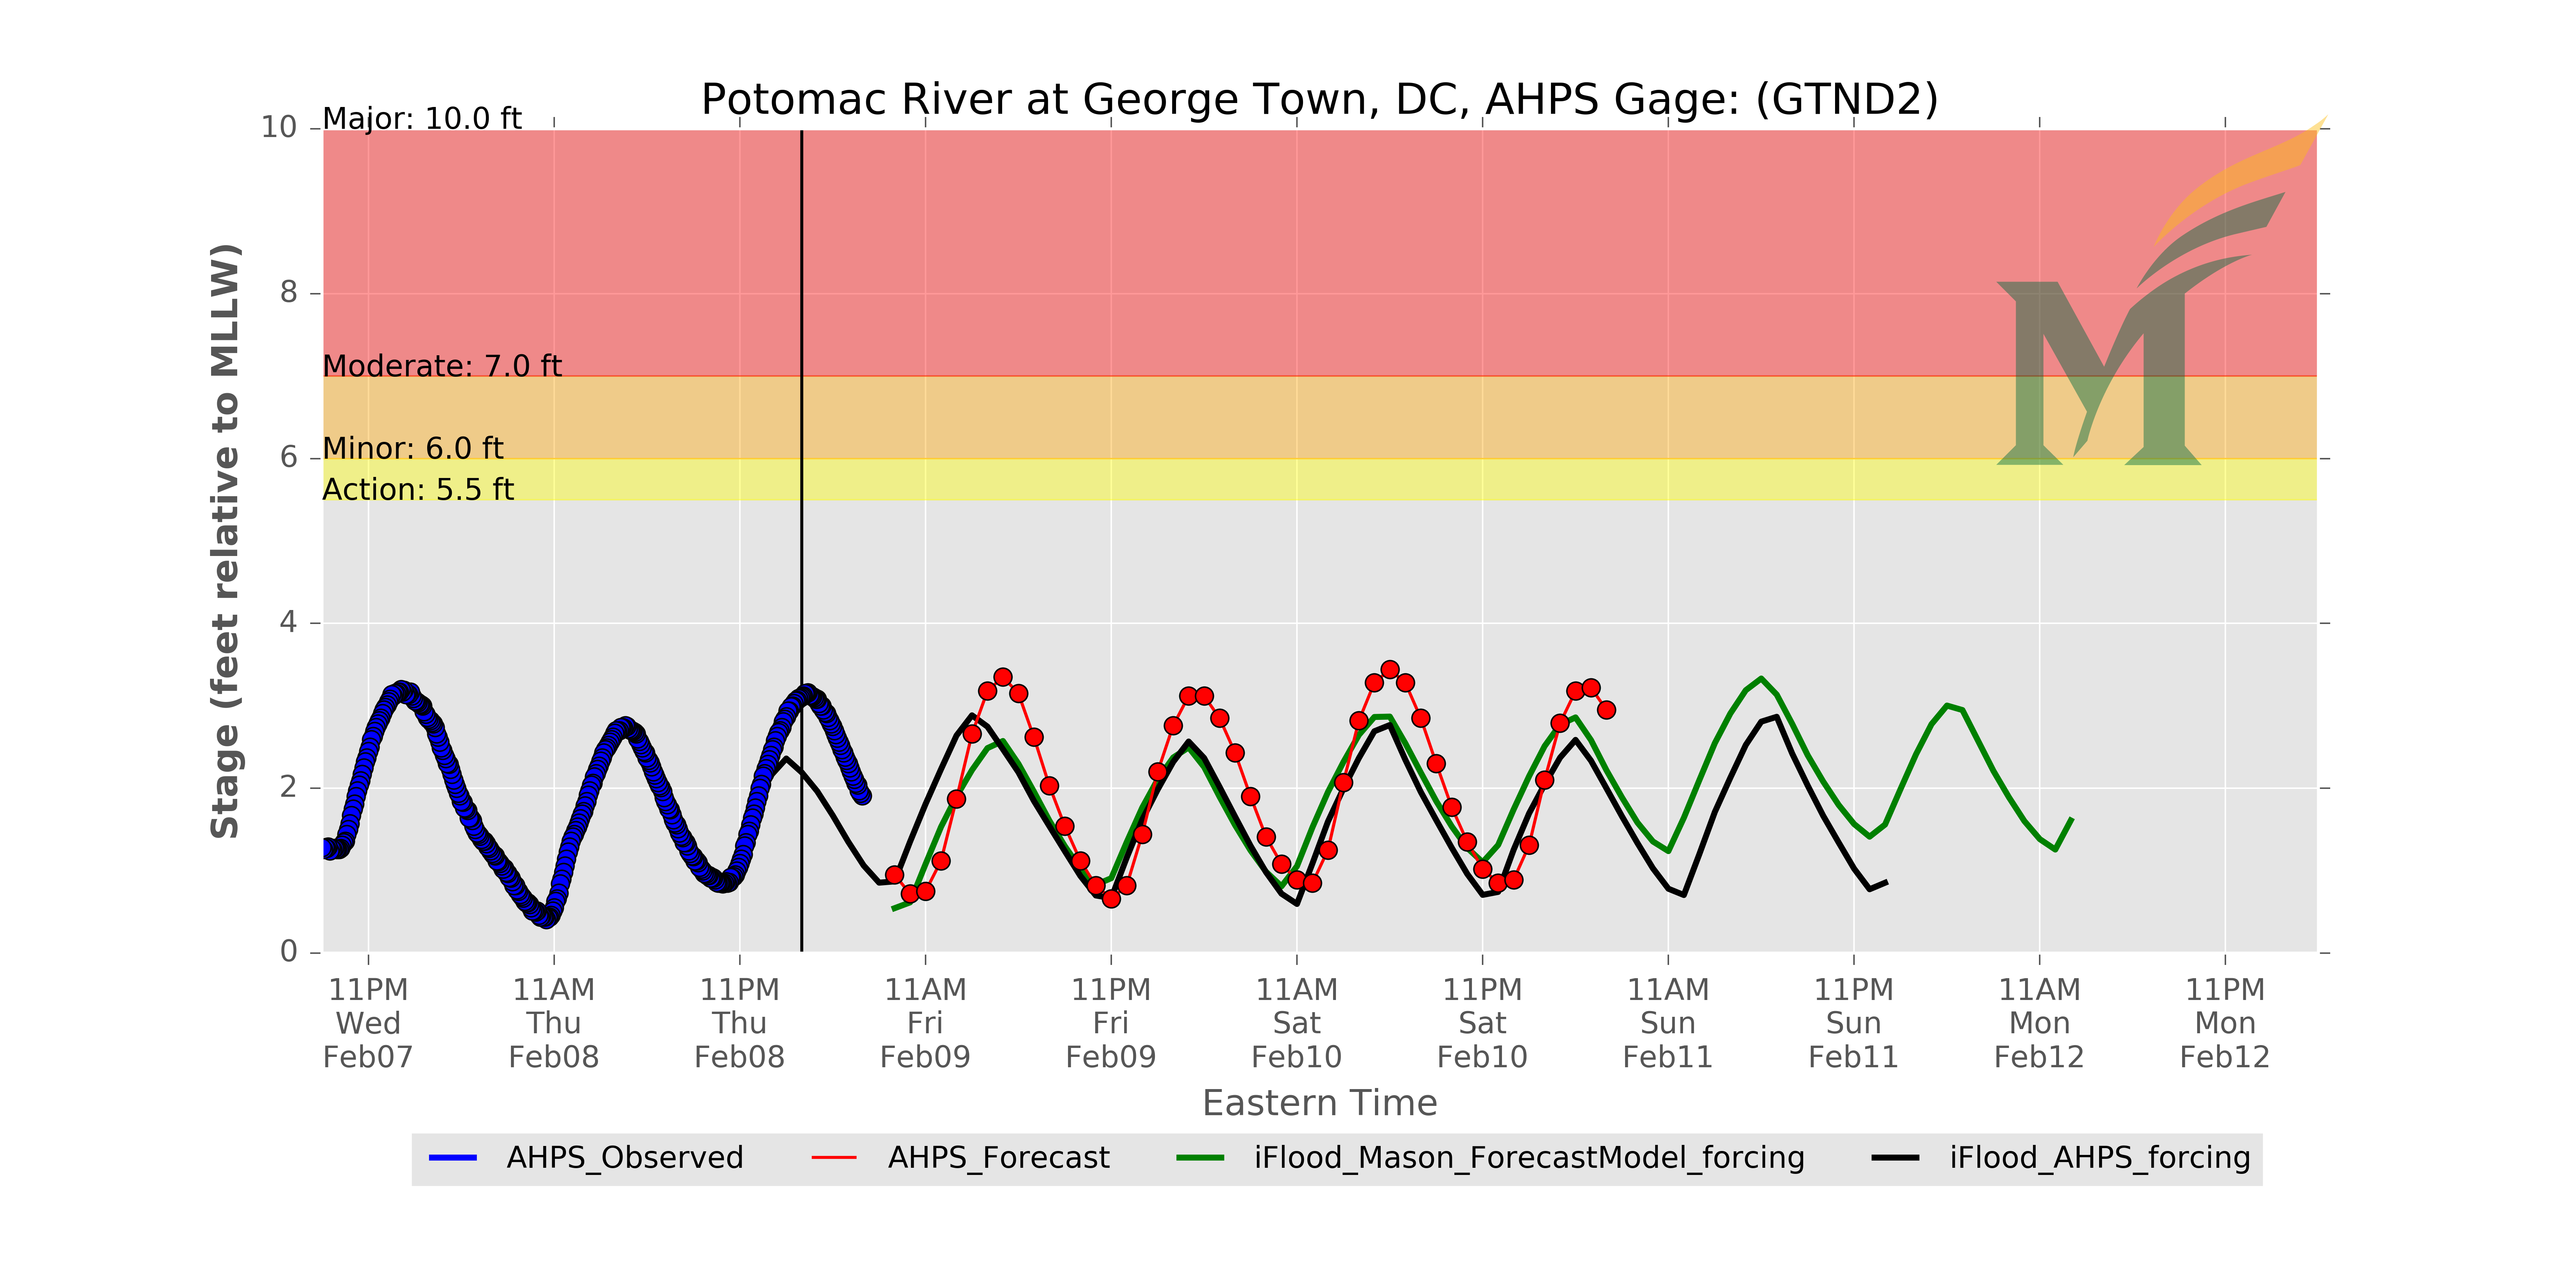 Potomac River at George Town, DC, AHPS Gage: (GTND2)
Major: 10.0 ft
Moderate: 7.0 ft
Minor: 6.0 ft
Action: 5.5 ft
Stage (feet relative to MLLW)
10
8
6
4
2
0
11PM 11AM 11PM 11AM 11PM 11AM 11PM 11AM 11PM 11AM 11PM
Wed Thu Thu Fri Fri Sat Sat Sun Sun Mon Mon
Feb07 Feb08 Feb08 Feb09 Feb09 Feb10 Feb10 Feb11 Feb11 Feb12 Feb12
Eastern Time
AHPS_Observed AHPS_Forecast iFlood_Mason_ForecastModel_forcing iFlood_AHPS_forcing
M